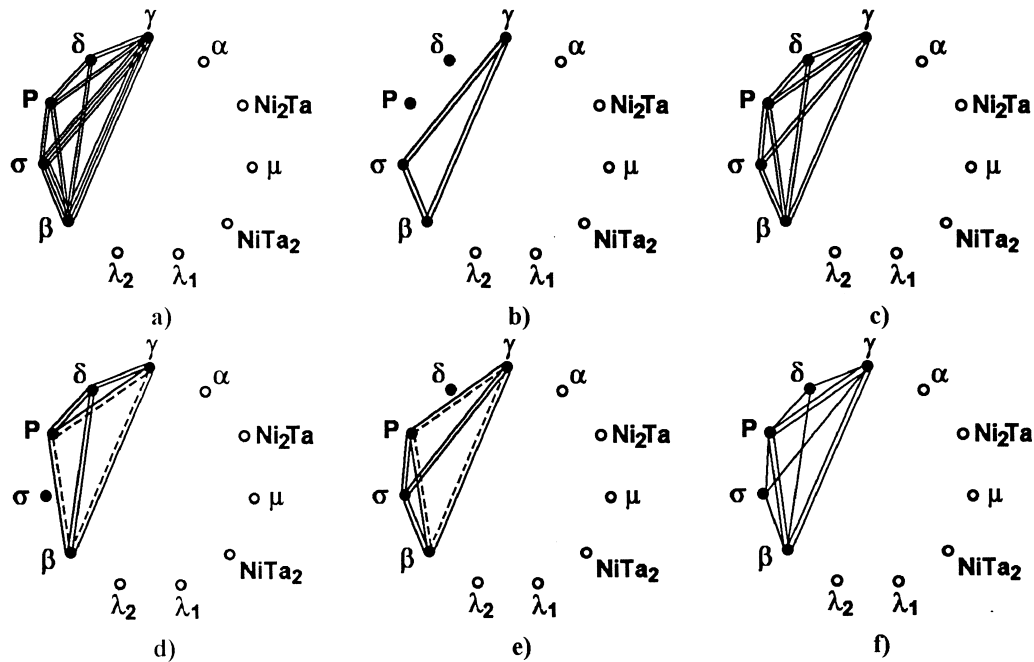 γ
δ
α
P
Ni₂Ta
σ
μ
β
NiTa₂
λ₂
λ₁
a)
γ
δ
α
P
Ni₂Ta
σ
μ
β
NiTa₂
λ₂
λ₁
b)
γ
δ
α
P
Ni₂Ta
σ
μ
β
NiTa₂
λ₂
λ₁
c)
γ
δ
α
P
Ni₂Ta
σ
μ
β
NiTa₂
λ₂
λ₁
d)
γ
δ
α
P
Ni₂Ta
σ
μ
β
NiTa₂
λ₂
λ₁
e)
γ
δ
α
P
Ni₂Ta
σ
μ
β
NiTa₂
λ₂
λ₁
f)